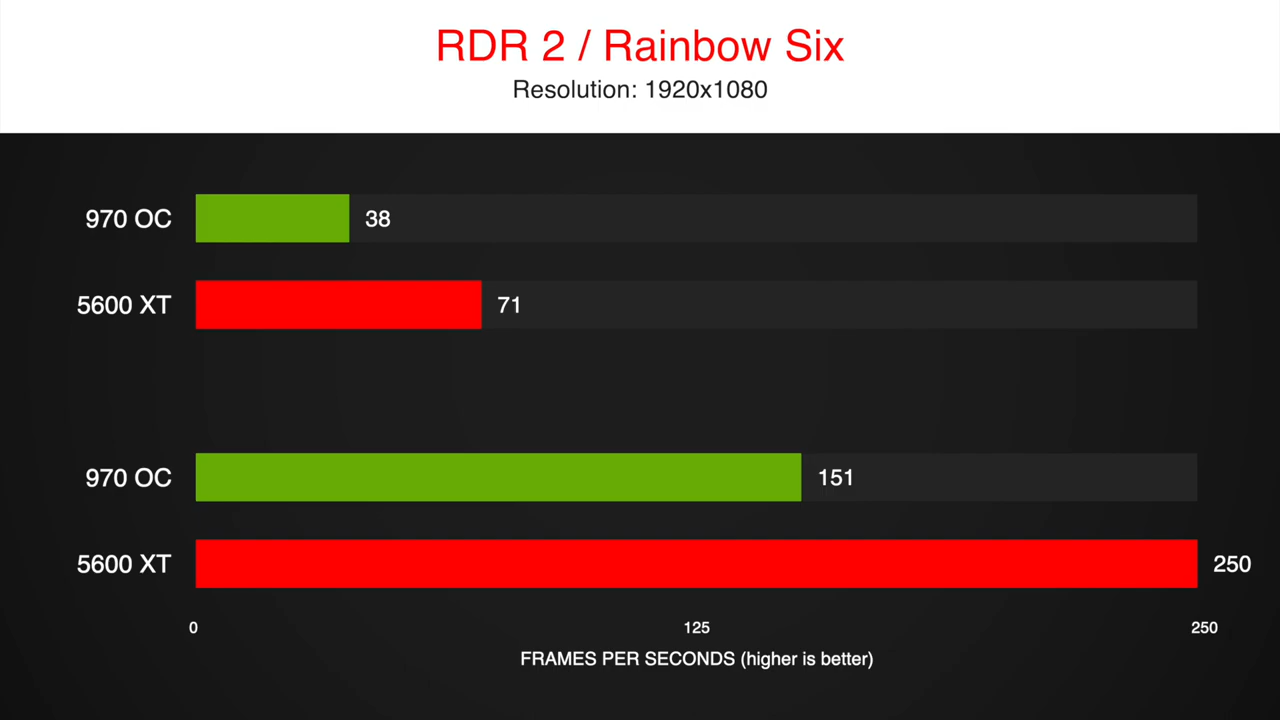 RDR 2 / Rainbow Six
Resolution: 1920x1080
970 OC 38
5600 XT 71
970 OC 151
5600 XT 250
0 125 250
FRAMES PER SECONDS (higher is better)